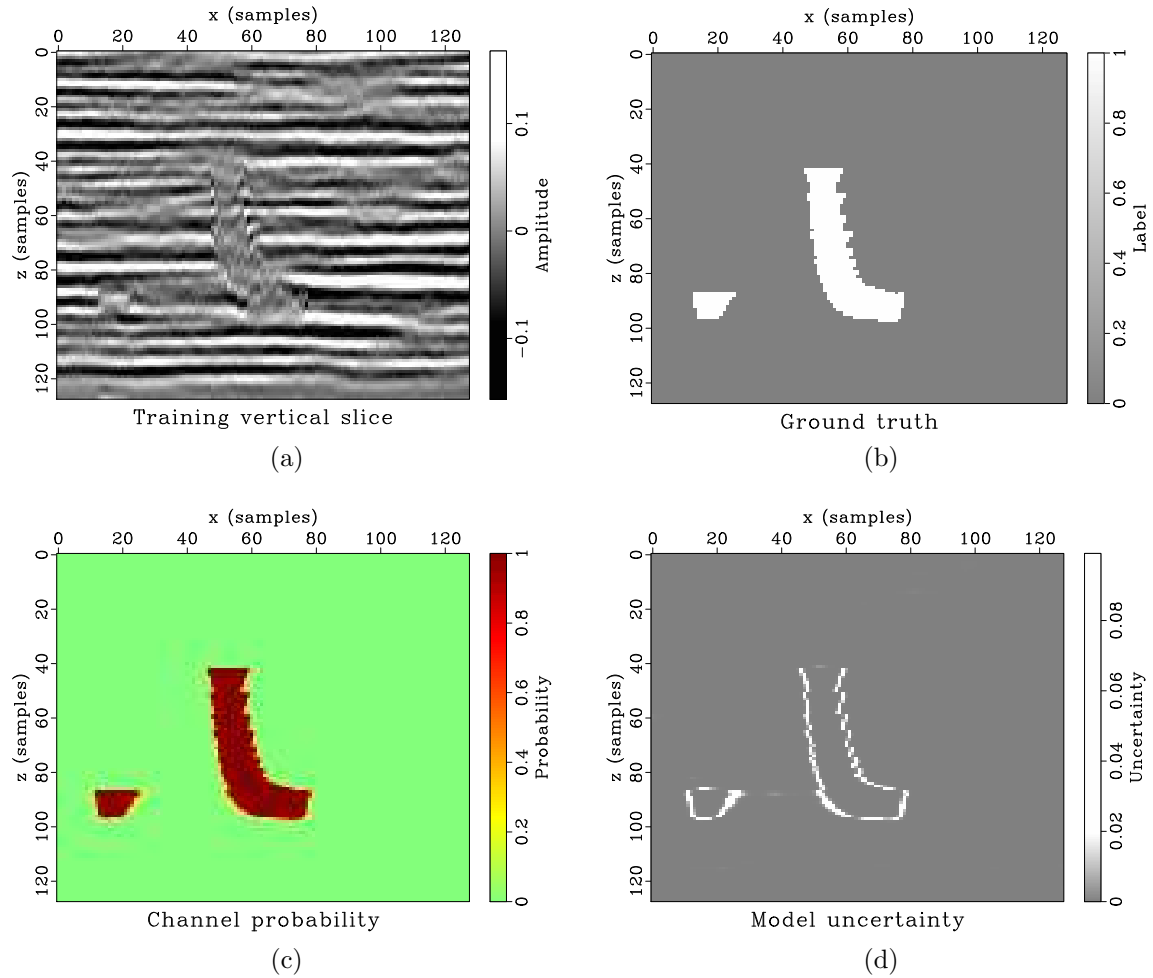 x (samples)
0 20 40 60 80 100 120
z (samples)
0 20 40 60 80 100 120
Amplitude
0.1 0 −0.1
Training vertical slice
(a)
x (samples)
0 20 40 60 80 100 120
z (samples)
0 20 40 60 80 100 120
Label
1 0.8 0.6 0.4 0.2 0
Ground truth
(b)
x (samples)
0 20 40 60 80 100 120
z (samples)
0 20 40 60 80 100 120
Probability
1 0.8 0.6 0.4 0.2 0
Channel probability
(c)
x (samples)
0 20 40 60 80 100 120
z (samples)
0 20 40 60 80 100 120
Uncertainty
0.08 0.06 0.04 0.02 0
Model uncertainty
(d)